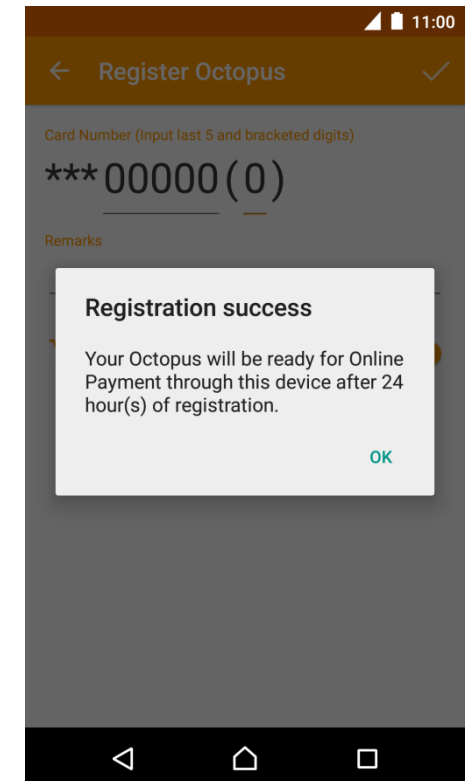 11:00
Register Octopus
Card Number (Input last 5 and bracketed digits)
***00000(0)
Remarks
Registration success
Your Octopus will be ready for Online
Payment through this device after 24
hour(s) of registration.
OK